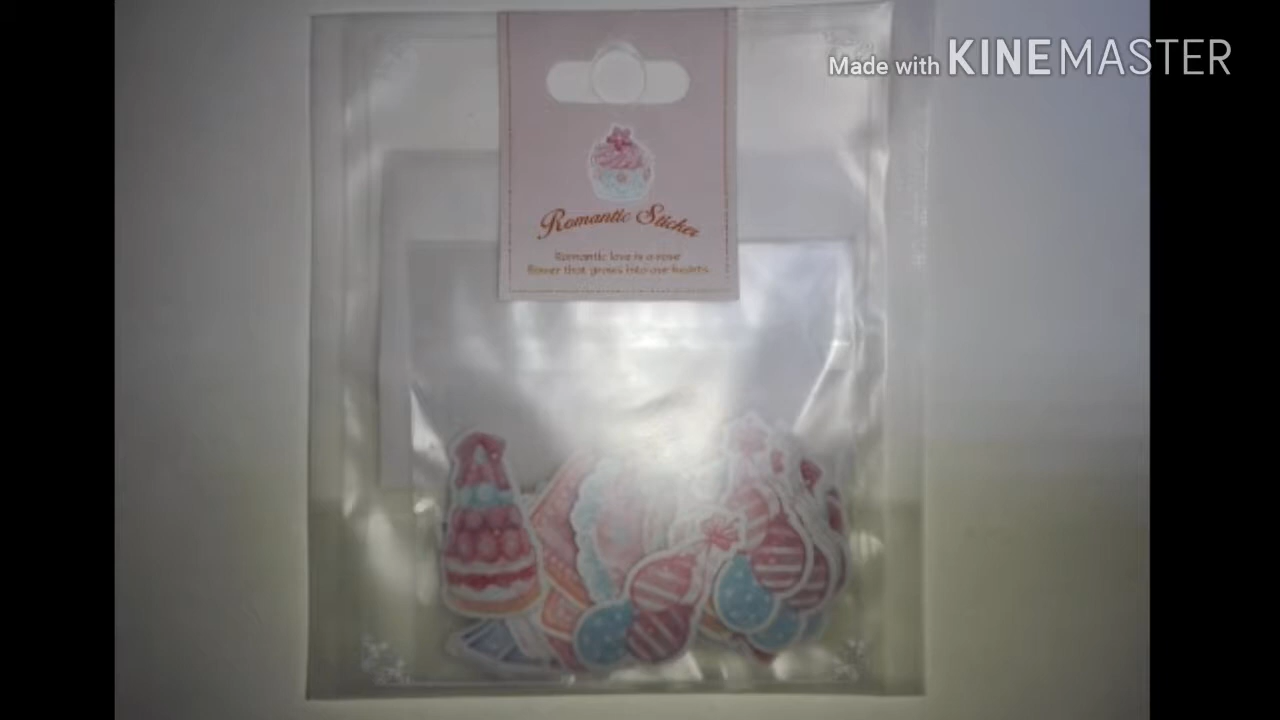 Made with KINEMASTER
Romantic Sticker
Romantic love is a rose
flower that grows into our hearts